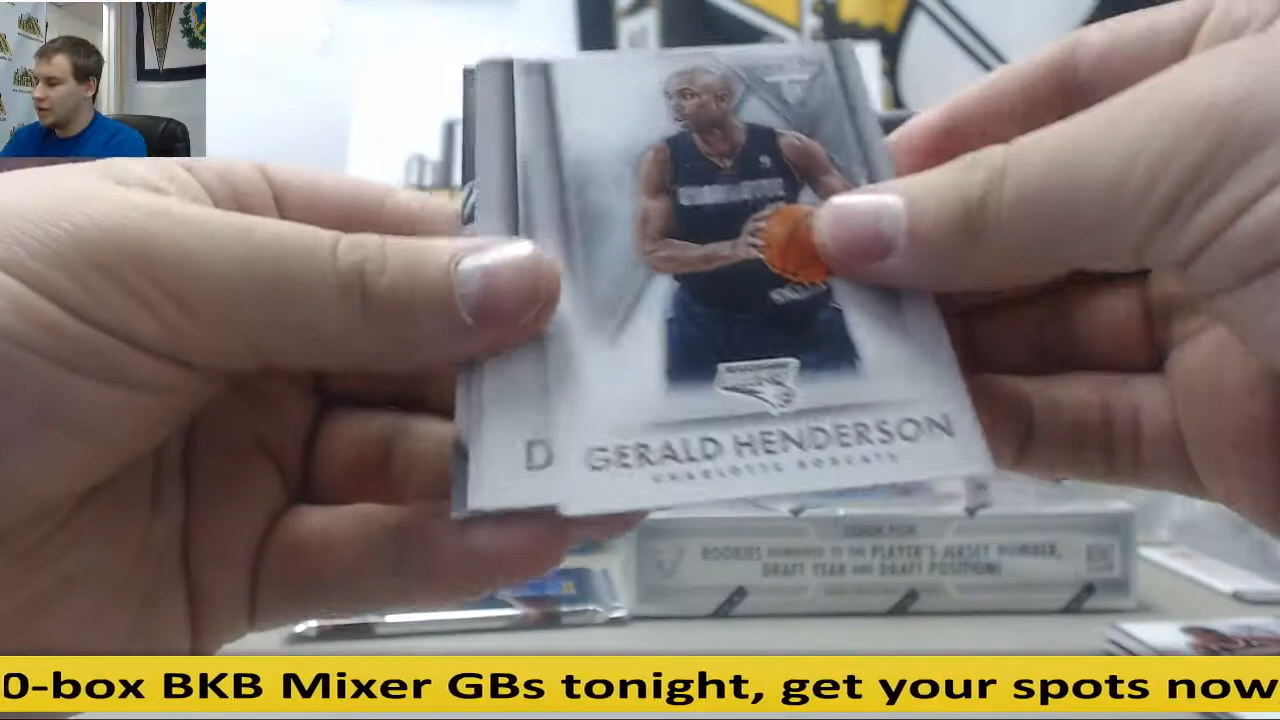 D GERALD HENDERSON
CHARLOTTE BOBCATS
ROOKIES NUMBERED TO THE PLAYER'S JERSEY NUMBER,
DRAFT YEAR AND DRAFT POSITION!
0-box BKB Mixer GBs tonight, get your spots now